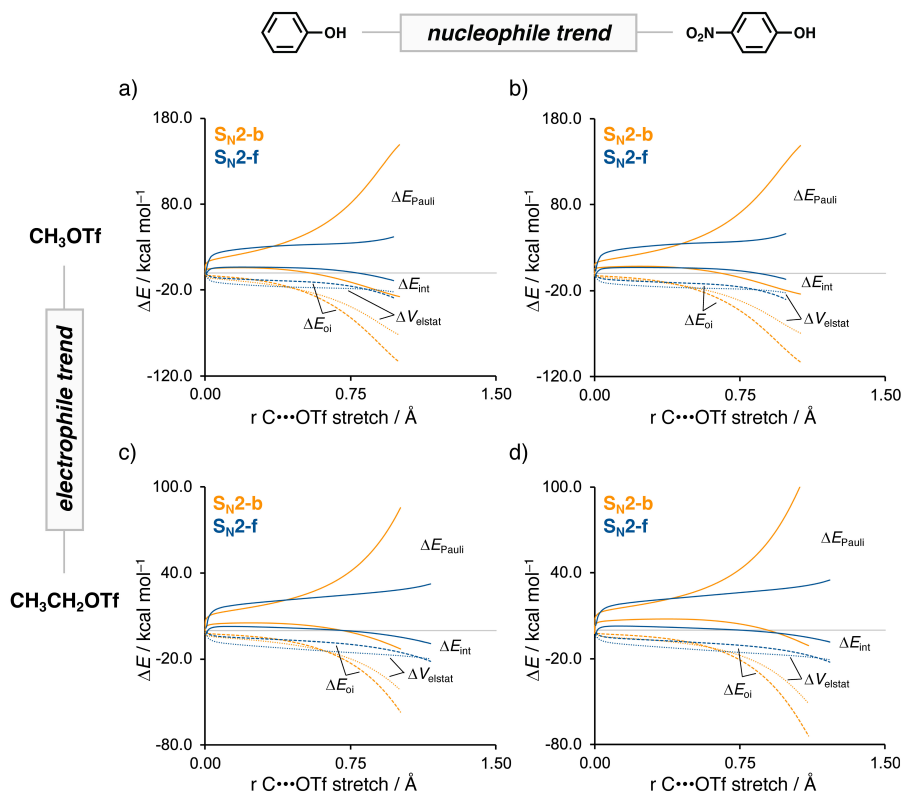 OH
nucleophile trend
O₂N
OH
a)
b)
180.0
80.0
-20.0
-120.0
ΔE / kcal mol⁻¹
S_N2-b
S_N2-f
ΔE_Pauli
ΔE_int
ΔV_elstat
ΔE_oi
0.00
0.75
1.50
r C•••OTf stretch / Å
180.0
80.0
-20.0
-120.0
ΔE / kcal mol⁻¹
S_N2-b
S_N2-f
ΔE_Pauli
ΔE_int
ΔV_elstat
ΔE_oi
0.00
0.75
1.50
r C•••OTf stretch / Å
CH₃OTf
electrophile trend
CH₃CH₂OTf
c)
d)
100.0
40.0
-20.0
-80.0
ΔE / kcal mol⁻¹
S_N2-b
S_N2-f
ΔE_Pauli
ΔE_int
ΔV_elstat
ΔE_oi
0.00
0.75
1.50
r C•••OTf stretch / Å
100.0
40.0
-20.0
-80.0
ΔE / kcal mol⁻¹
S_N2-b
S_N2-f
ΔE_Pauli
ΔE_int
ΔV_elstat
ΔE_oi
0.00
0.75
1.50
r C•••OTf stretch / Å